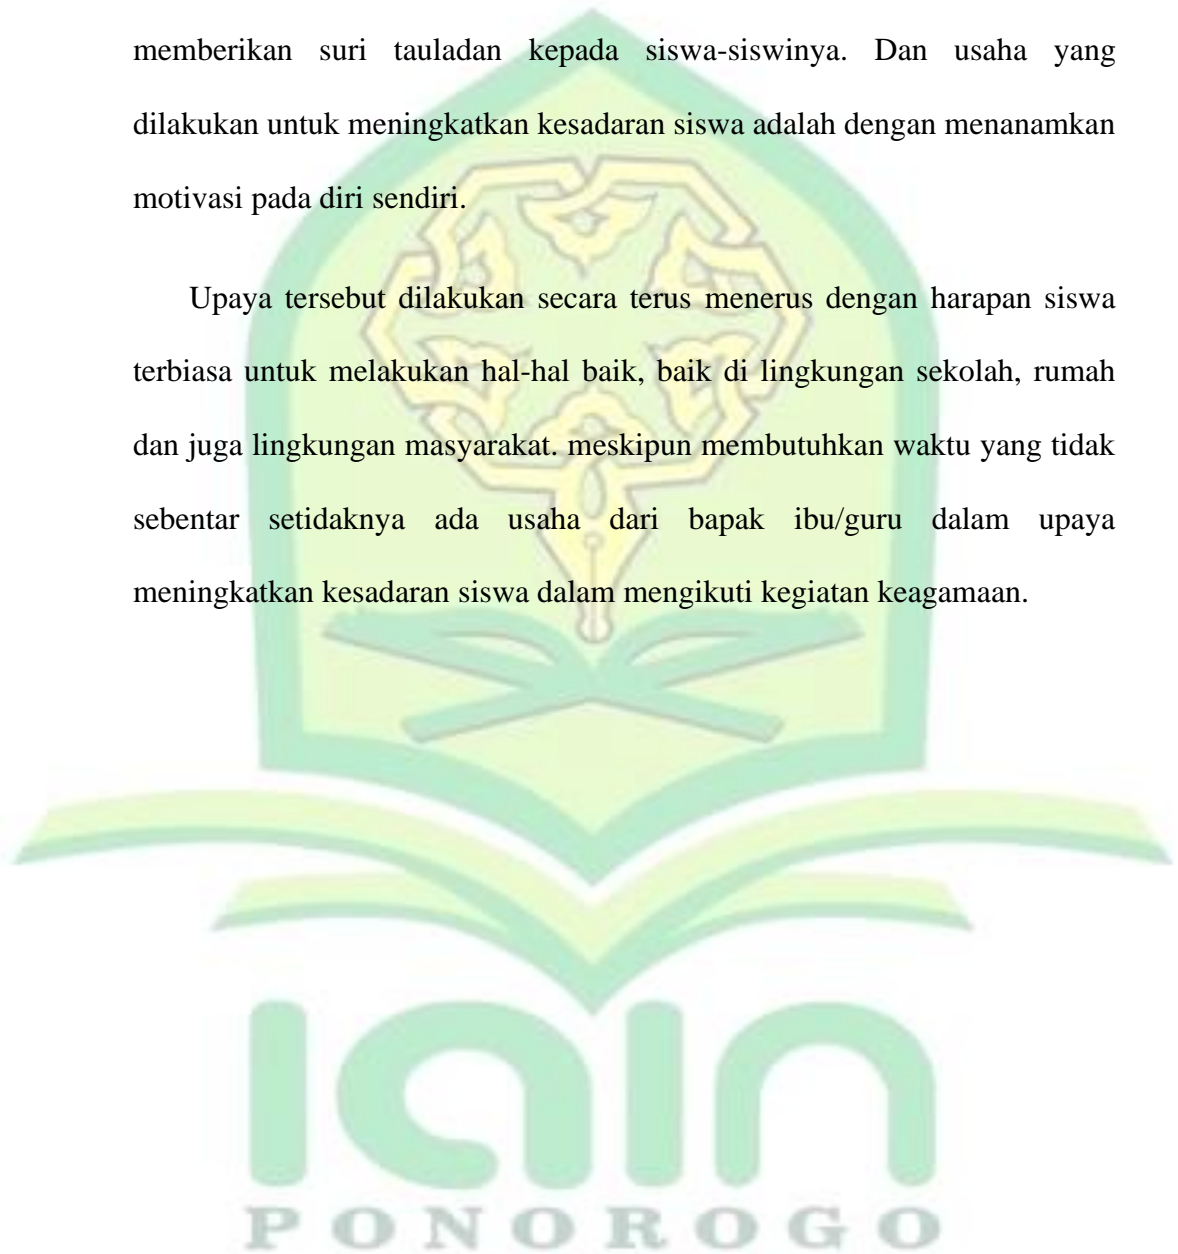 memberikan suri tauladan kepada siswa-siswinya. Dan usaha yang
dilakukan untuk meningkatkan kesadaran siswa adalah dengan menanamkan
motivasi pada diri sendiri.
Upaya tersebut dilakukan secara terus menerus dengan harapan siswa
terbiasa untuk melakukan hal-hal baik, baik di lingkungan sekolah, rumah
dan juga lingkungan masyarakat. meskipun membutuhkan waktu yang tidak
sebentar setidaknya ada usaha dari bapak ibu/guru dalam upaya
meningkatkan kesadaran siswa dalam mengikuti kegiatan keagamaan.
iain
PONOROGO